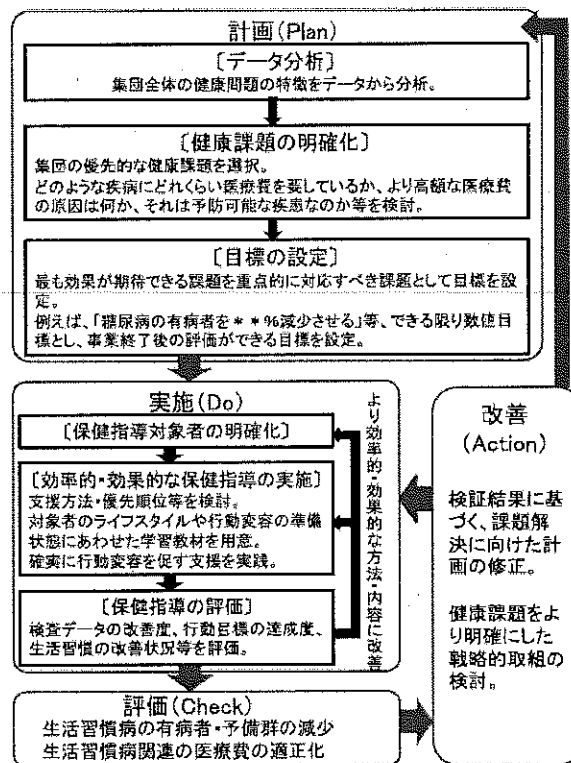 計画(Plan)
〔データ分析〕
集団全体の健康問題の特徴をデータから分析。
〔健康課題の明確化〕
集団の優先的な健康課題を選択。
どのような疾病にどれくらい医療費を要しているか、より高額な医療費
の原因は何か、それは予防可能な疾患なのか等を検討。
〔目標の設定〕
最も効果が期待できる課題を重点的に対応すべき課題として目標を設
定。
例えば、「糖尿病の有病者を**%減少させる」等、できる限り数値目
標とし、事業終了後の評価ができる目標を設定。
実施(Do)
〔保健指導対象者の明確化〕
〔効率的・効果的な保健指導の実施〕
支援方法・優先順位等を検討。
対象者のライフスタイルや行動変容の準備
状態にあわせた学習教材を用意。
確実に行動変容を促す支援を実践。
〔保健指導の評価〕
検査データの改善度、行動目標の達成度、
生活習慣の改善状況等を評価。
より効率的・効果的な方法・内容に改善
評価(Check)
生活習慣病の有病者・予備群の減少
生活習慣病関連の医療費の適正化
改善
(Action)
検証結果に基
づく、課題解
決に向けた計
画の修正。
健康課題をよ
り明確にした
戦略的取組の
検討。